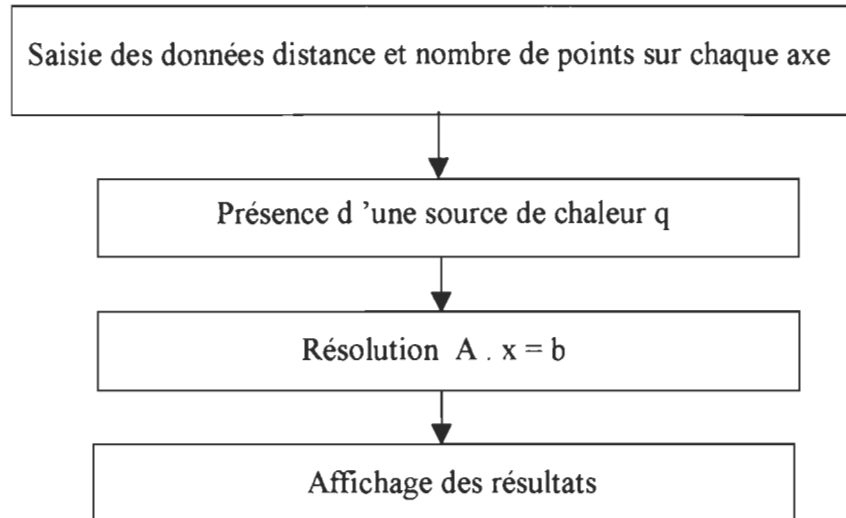 Saisie des données distance et nombre de points sur chaque axe
Présence d ’une source de chaleur q
Résolution A . x = b
Affichage des résultats